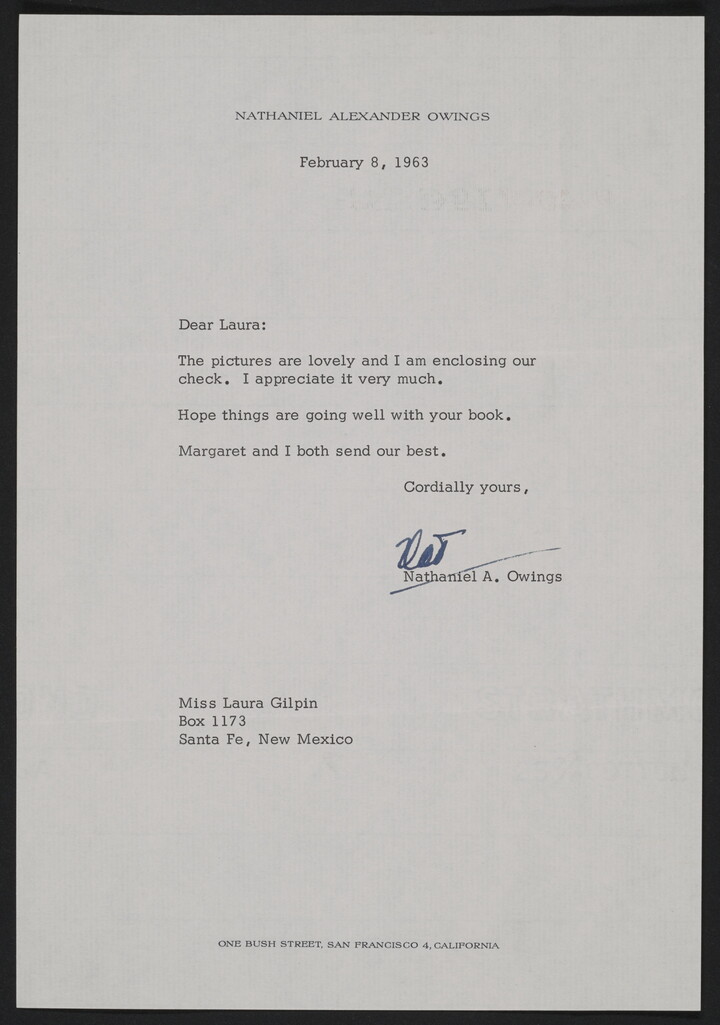 NATHANIEL ALEXANDER OWINGS
February 8, 1963
Dear Laura:
The pictures are lovely and I am enclosing our
check. I appreciate it very much.
Hope things are going well with your book.
Margaret and I both send our best.
Cordially yours,
Nat
Nathaniel A. Owings
Miss Laura Gilpin
Box 1173
Santa Fe, New Mexico
ONE BUSH STREET, SAN FRANCISCO 4, CALIFORNIA